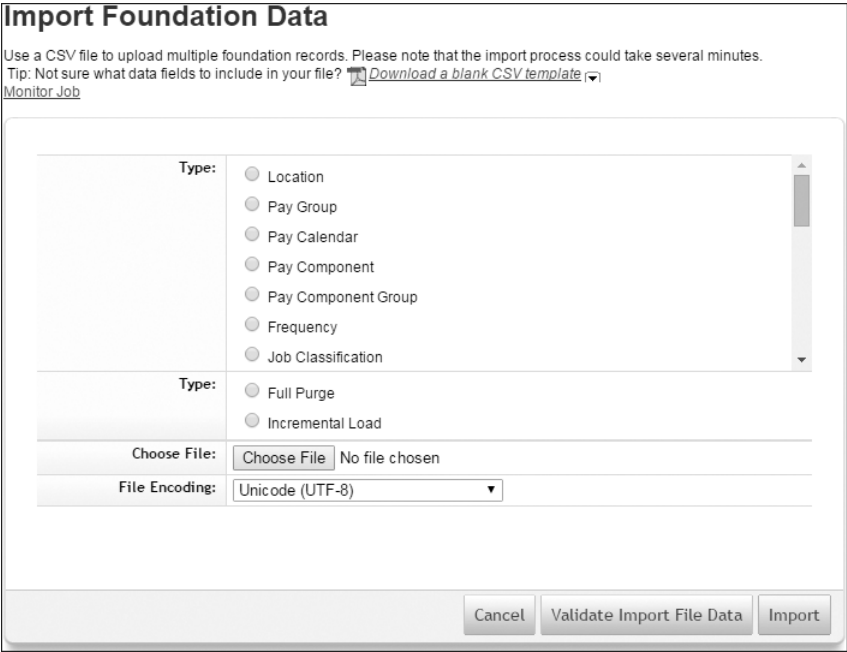 Import Foundation Data
Use a CSV file to upload multiple foundation records. Please note that the import process could take several minutes.
Tip: Not sure what data fields to include in your file? Download a blank CSV template
Monitor Job
Type:
Location
Pay Group
Pay Calendar
Pay Component
Pay Component Group
Frequency
Job Classification
Type:
Full Purge
Incremental Load
Choose File: Choose File No file chosen
File Encoding: Unicode (UTF-8)
Cancel Validate Import File Data Import